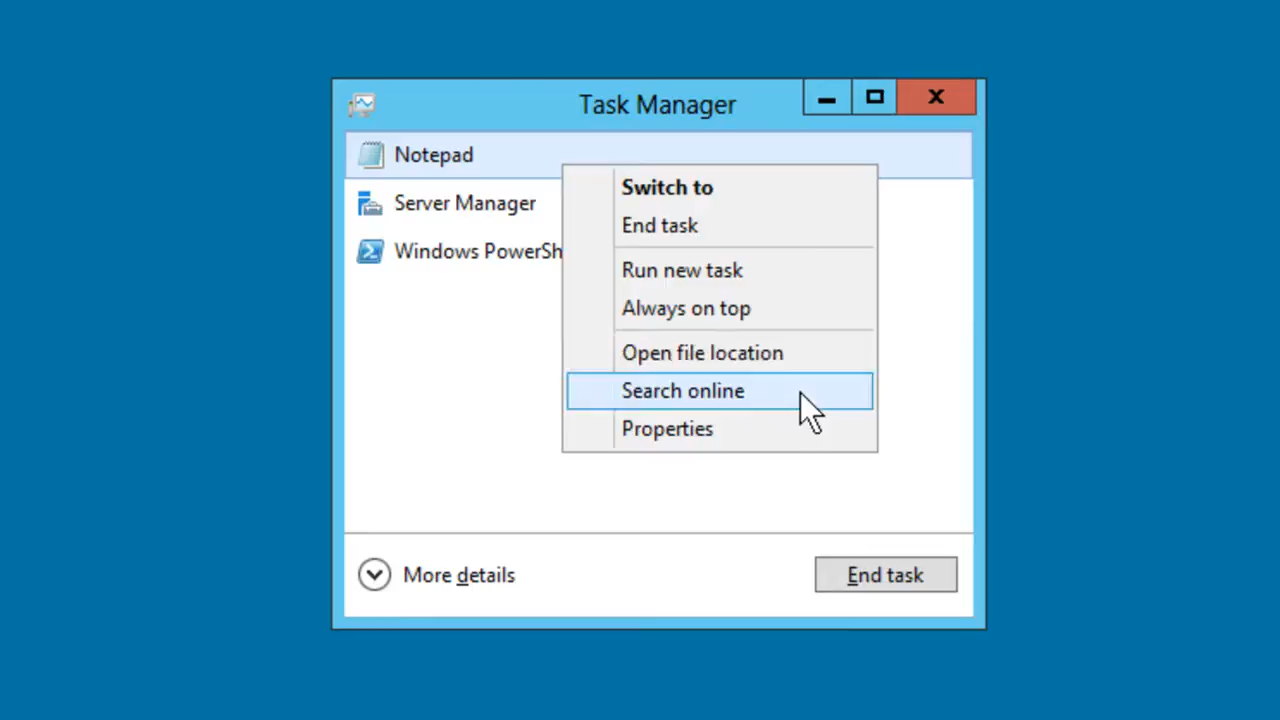 Task Manager
Notepad
Server Manager
Windows PowerSh
Switch to
End task
Run new task
Always on top
Open file location
Search online
Properties
More details
End task